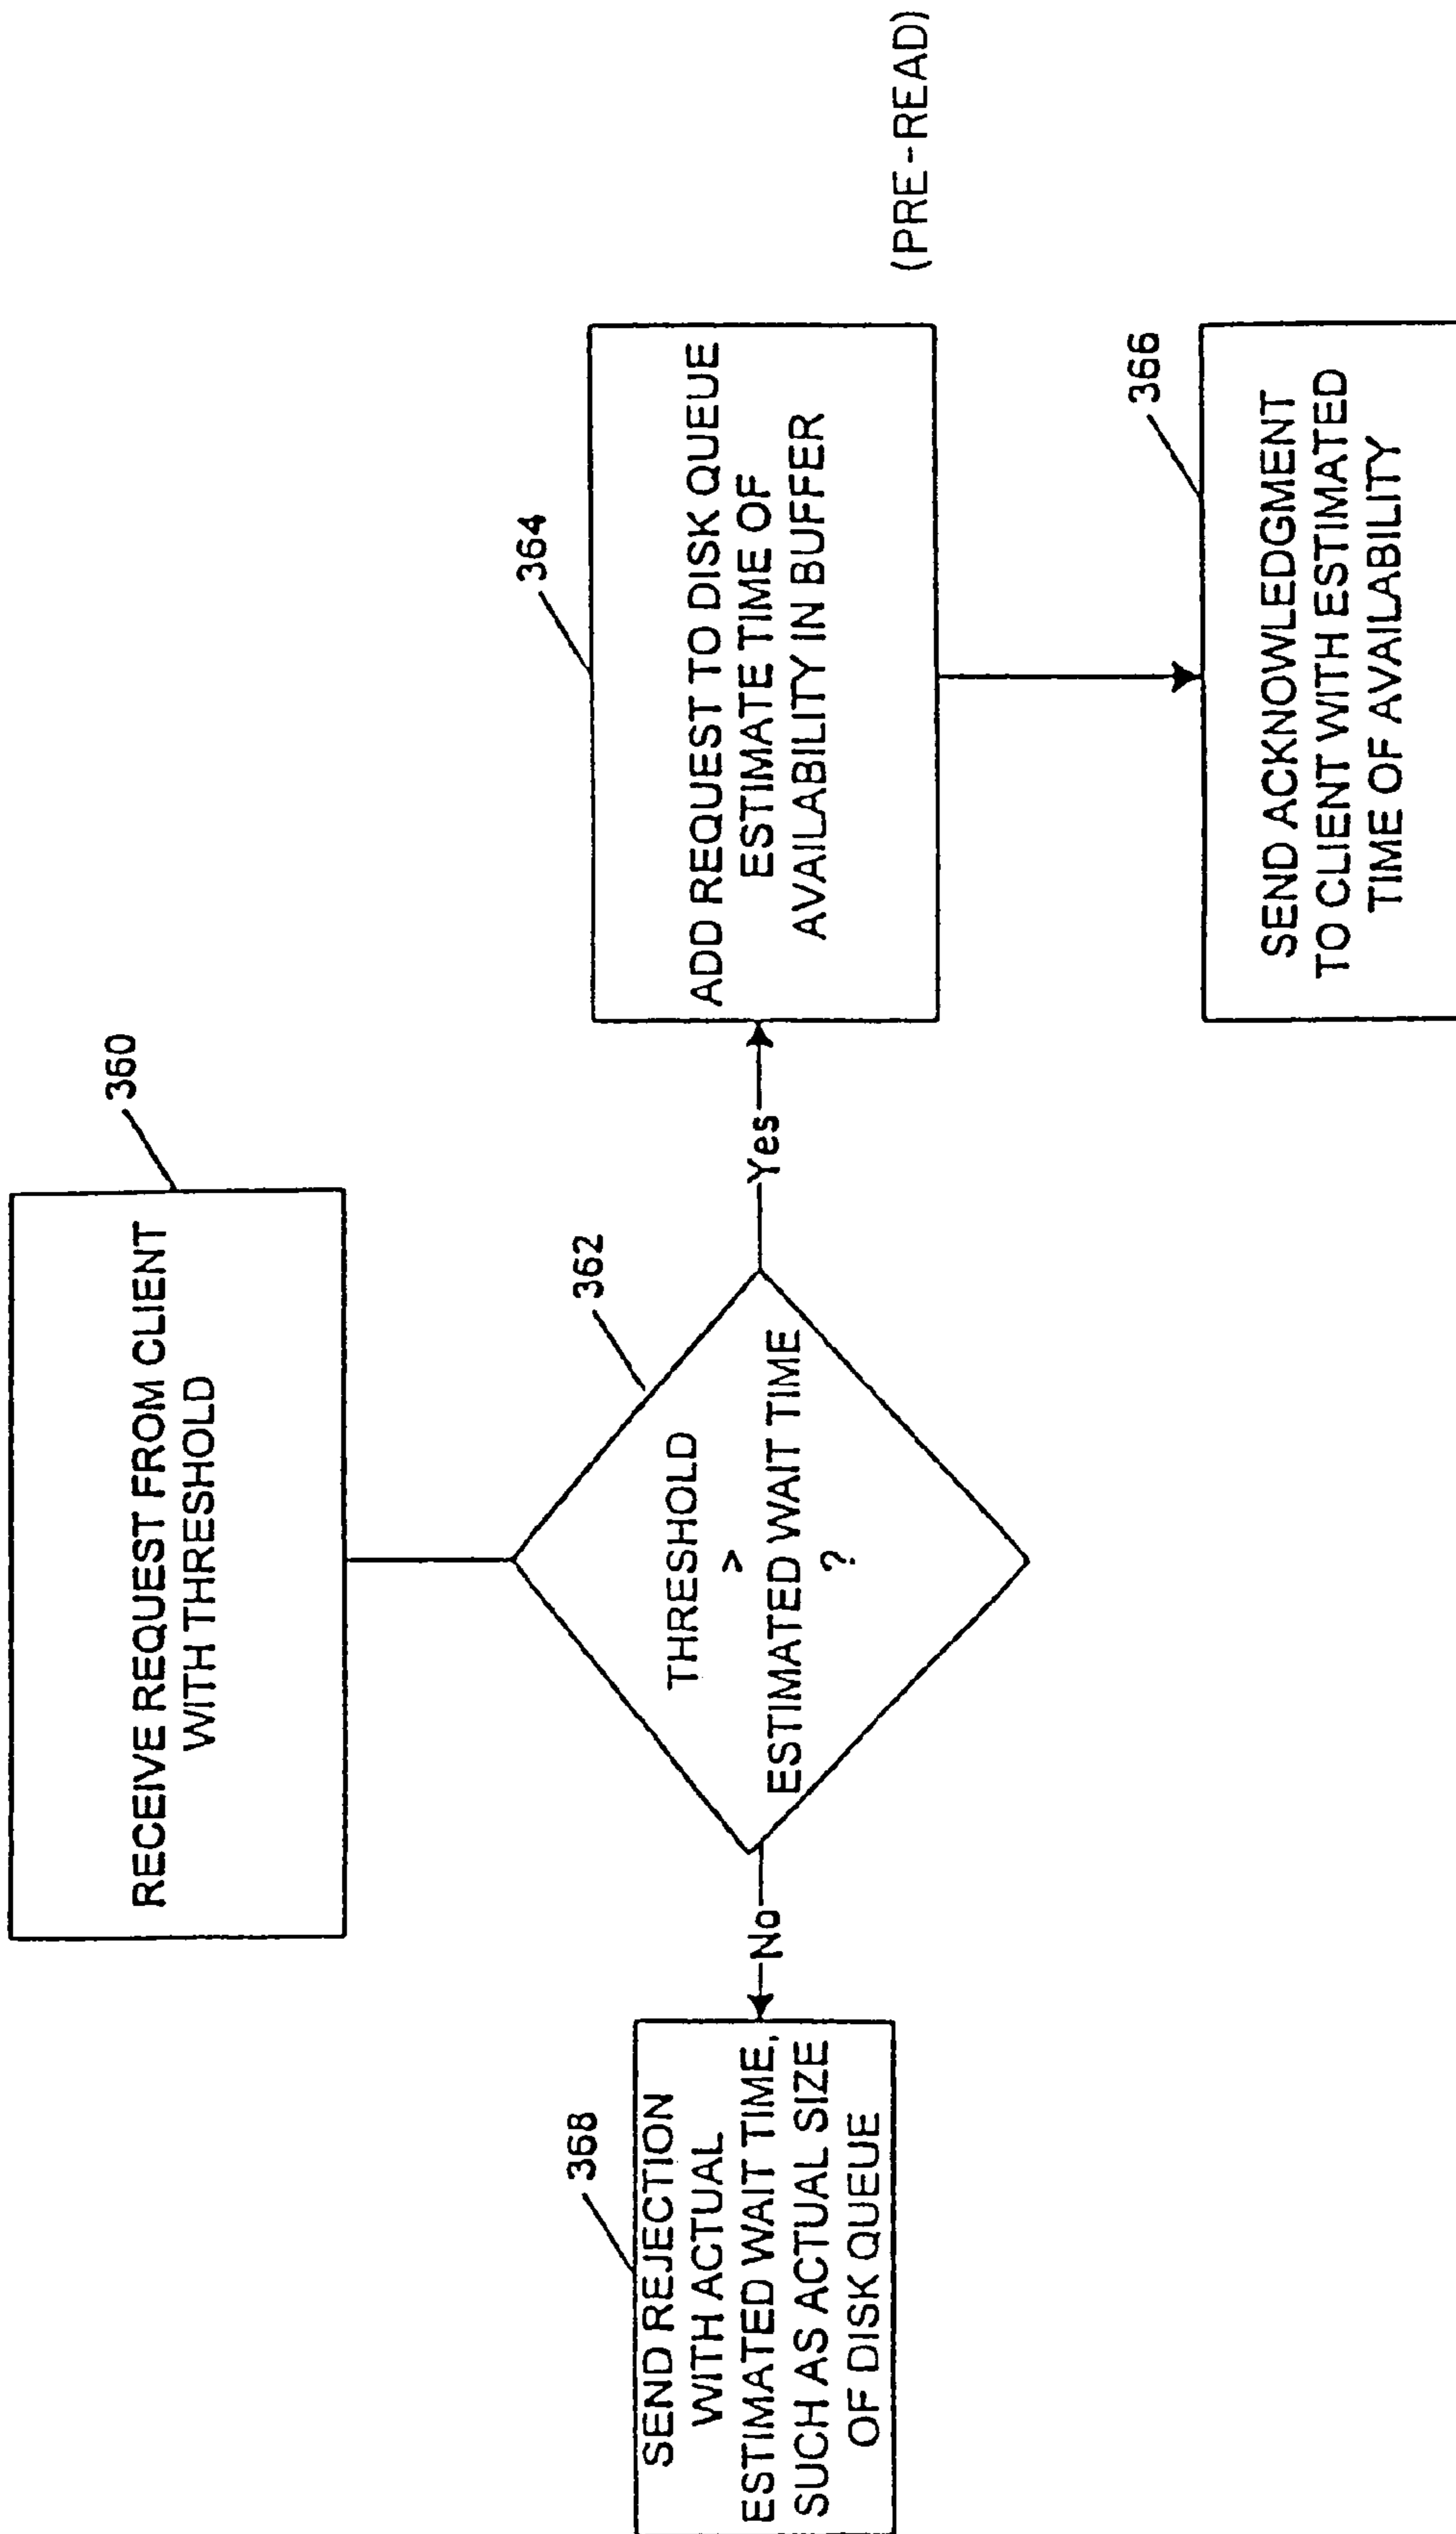 360
RECEIVE REQUEST FROM CLIENT
WITH THRESHOLD
362
THRESHOLD
>
ESTIMATED WAIT TIME
?
No
Yes
368
SEND REJECTION
WITH ACTUAL
ESTIMATED WAIT TIME,
SUCH AS ACTUAL SIZE
OF DISK QUEUE
364
ADD REQUEST TO DISK QUEUE
ESTIMATE TIME OF
AVAILABILITY IN BUFFER
(PRE-READ)
366
SEND ACKNOWLEDGMENT
TO CLIENT WITH ESTIMATED
TIME OF AVAILABILITY